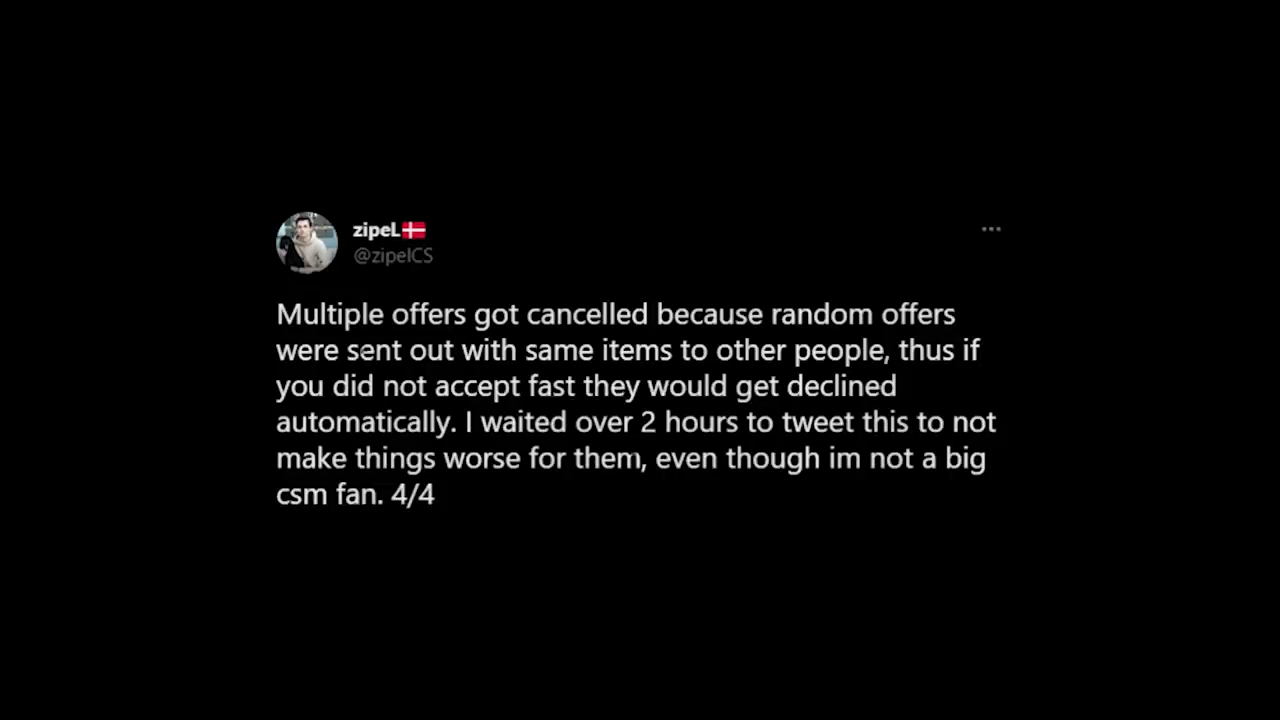 zipeL🇩🇰
@zipelCS
Multiple offers got cancelled because random offers
were sent out with same items to other people, thus if
you did not accept fast they would get declined
automatically. I waited over 2 hours to tweet this to not
make things worse for them, even though im not a big
csm fan. 4/4